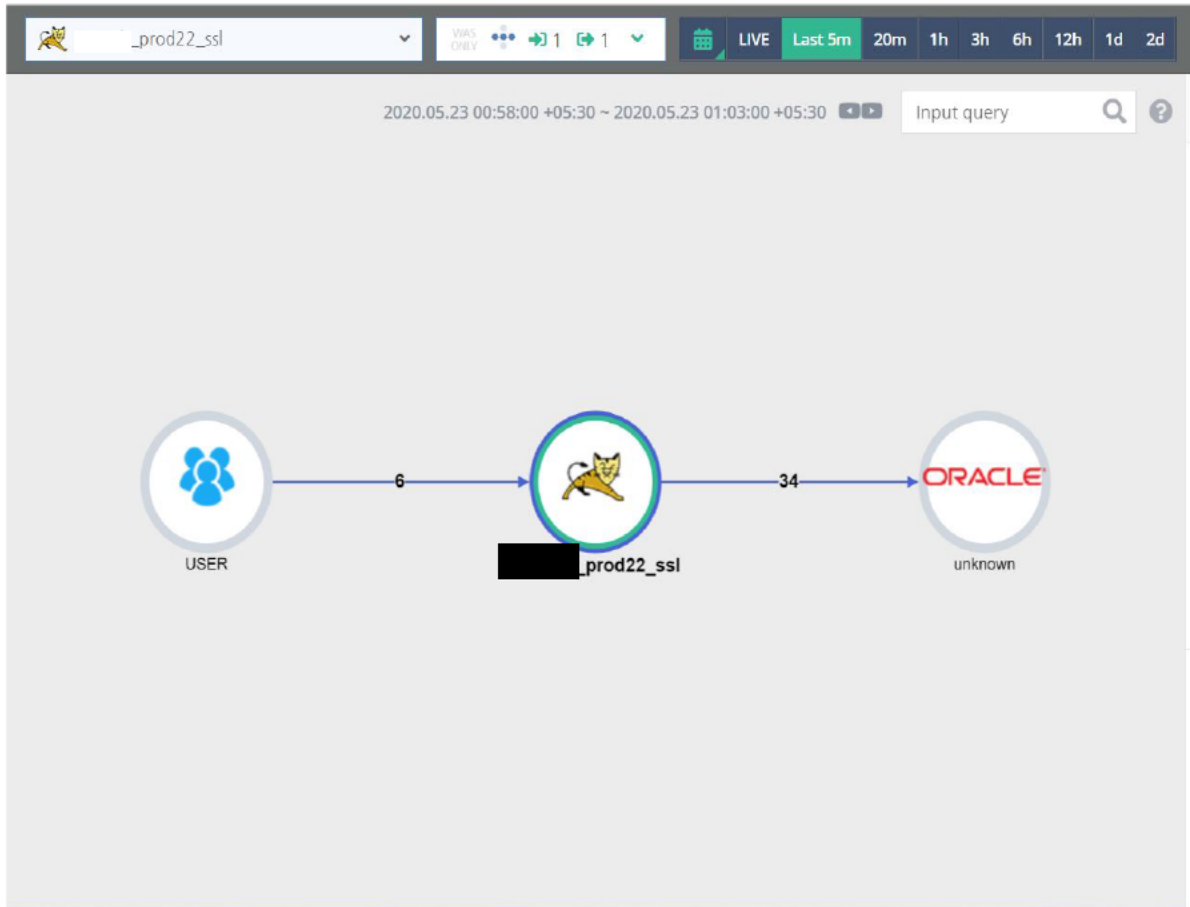 _prod22_ssl WAS ONLY 1 1 LIVE Last 5m 20m 1h 3h 6h 12h 1d 2d
2020.05.23 00:58:00 +05:30 ~ 2020.05.23 01:03:00 +05:30 Input query
6 34 ORACLE
USER _prod22_ssl unknown